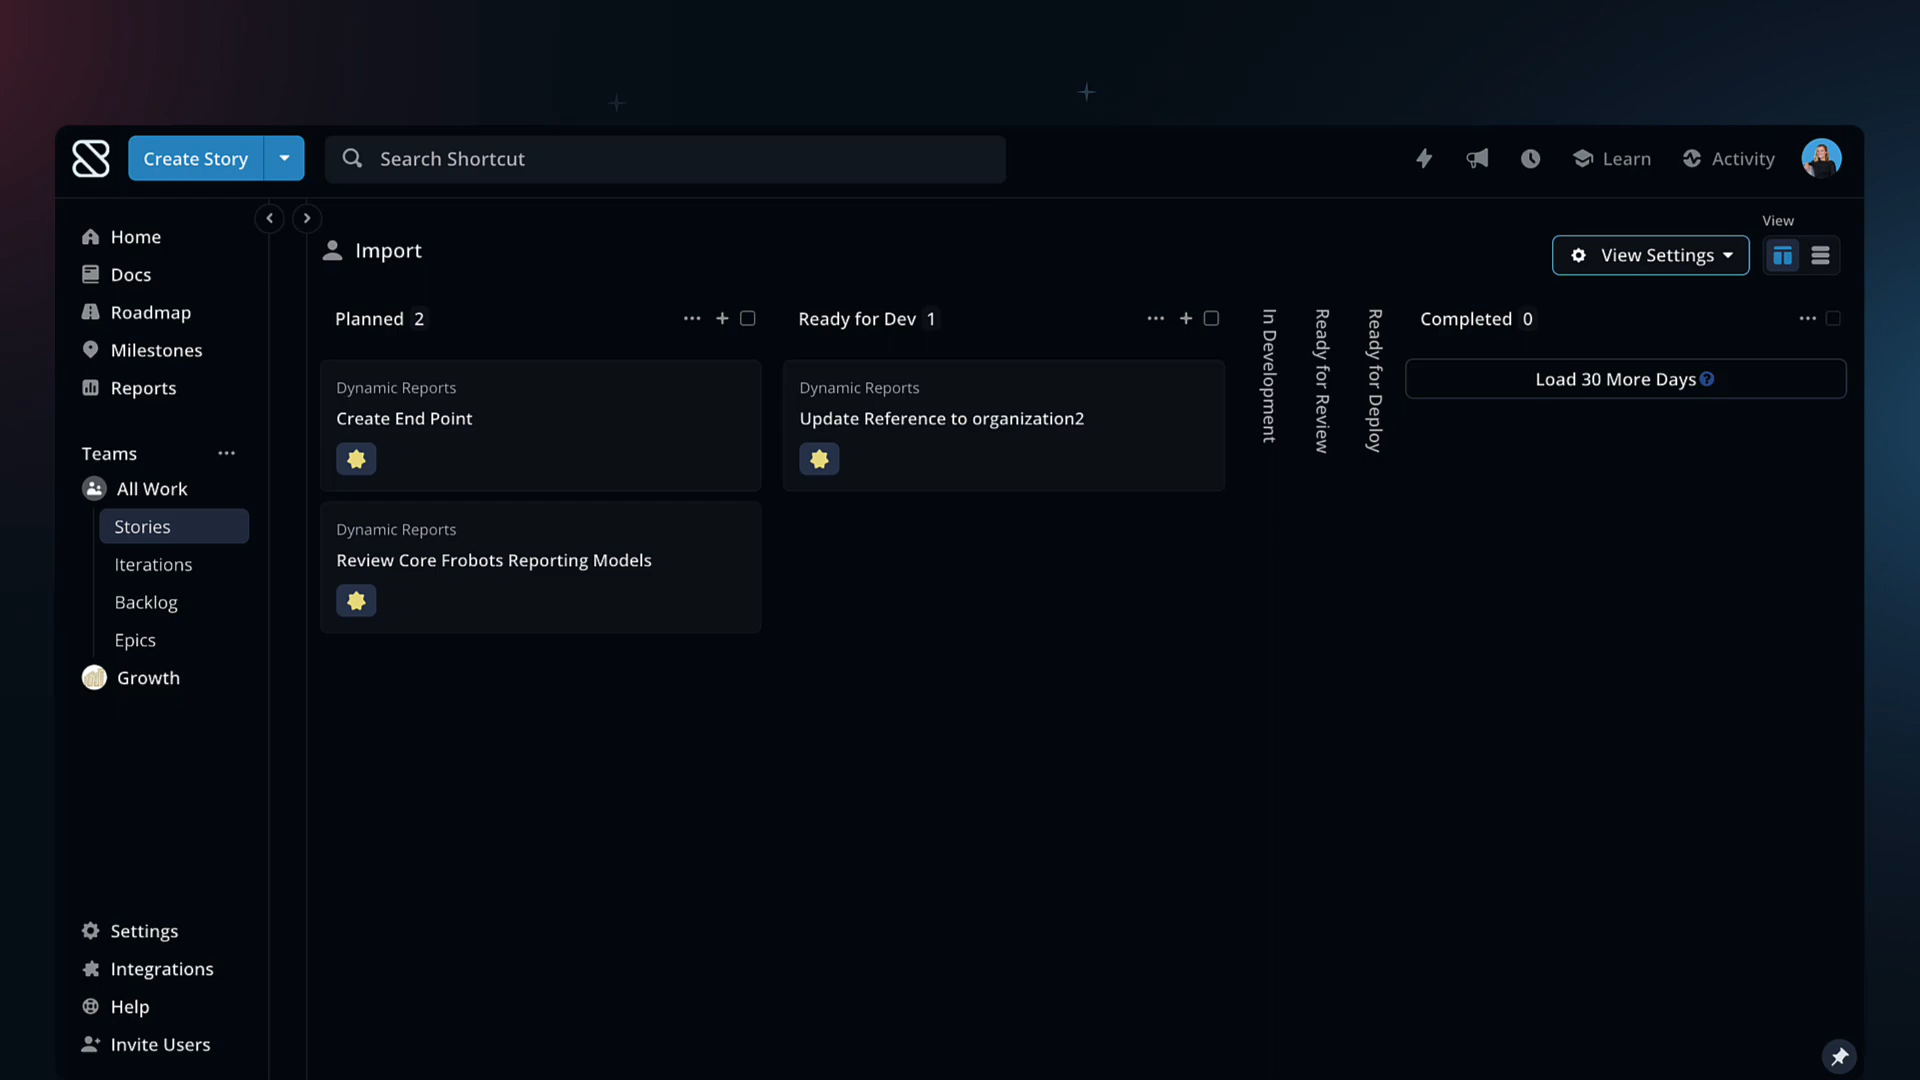 Create Story
Search Shortcut
Learn
Activity
Home
Docs
Roadmap
Milestones
Reports
Teams
All Work
Stories
Iterations
Backlog
Epics
Growth
Settings
Integrations
Help
Invite Users
Import
View
View Settings
Planned 2
Dynamic Reports
Create End Point
Dynamic Reports
Review Core Frobots Reporting Models
Ready for Dev 1
Dynamic Reports
Update Reference to organization2
In Development
Ready for Review
Ready for Deploy
Completed 0
Load 30 More Days ?